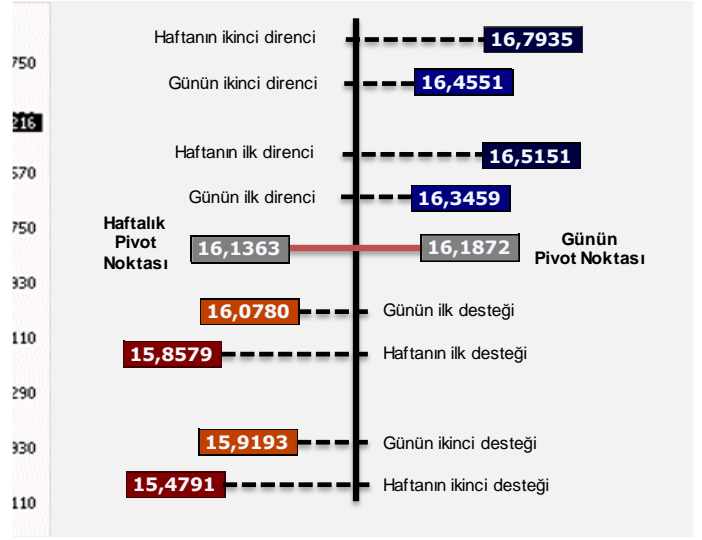 Haftanın ikinci direnci
16,7935
750
Günün ikinci direnci
16,4551
216
Haftanın ilk direnci
16,5151
570
Günün ilk direnci
16,3459
750
Haftalık
Pivot
Noktası
16,1363
16,1872
Günün
Pivot Noktası
930
16,0780
Günün ilk desteği
110
15,8579
Haftanın ilk desteği
290
15,9193
Günün ikinci desteği
930
15,4791
Haftanın ikinci desteği
110